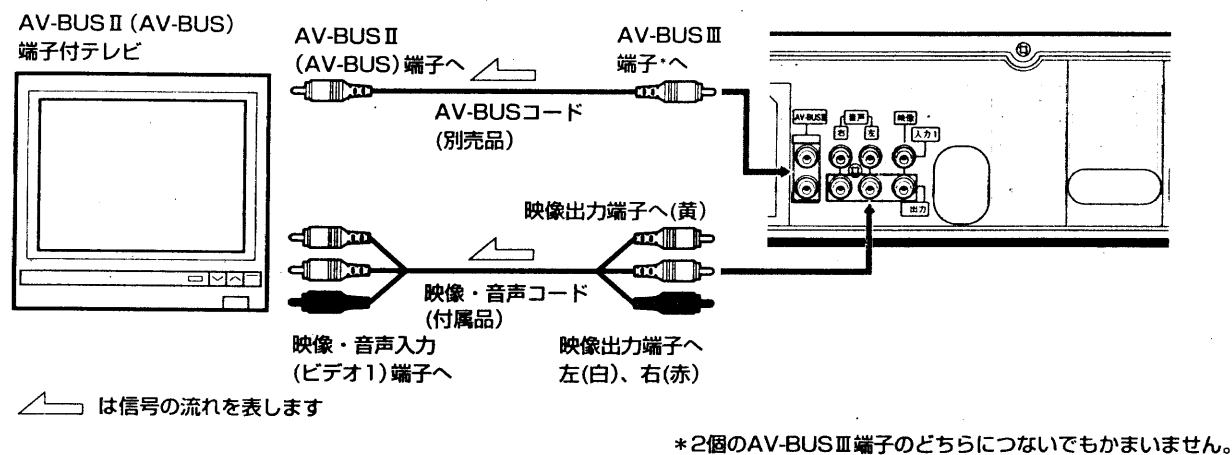 AV-BUSⅡ(AV-BUS)
端子付テレビ
AV-BUSⅡ
(AV-BUS)端子へ
AV-BUSⅢ
端子*へ
AV-BUSコード
(別売品)
AV-BUSⅢ
音声
右
左
映像
入力1
出力
映像出力端子へ(黄)
映像・音声コード
(付属品)
映像・音声入力
(ビデオ1)端子へ
映像出力端子へ
左(白)、右(赤)
は信号の流れを表します
*2個のAV-BUSⅢ端子のどちらにつないでもかまいません。